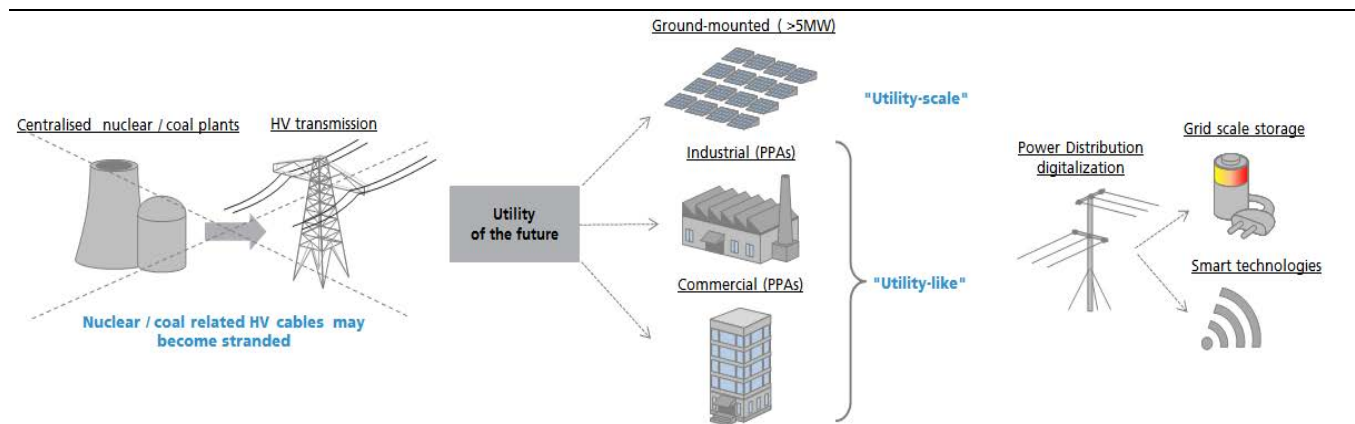 Centralised nuclear / coal plants
HV transmission
Nuclear / coal related HV cables may
become stranded
Utility
of the future
Ground-mounted ( >5MW)
"Utility-scale"
Industrial (PPAs)
Commercial (PPAs)
"Utility-like"
Power Distribution
digitalization
Grid scale storage
Smart technologies